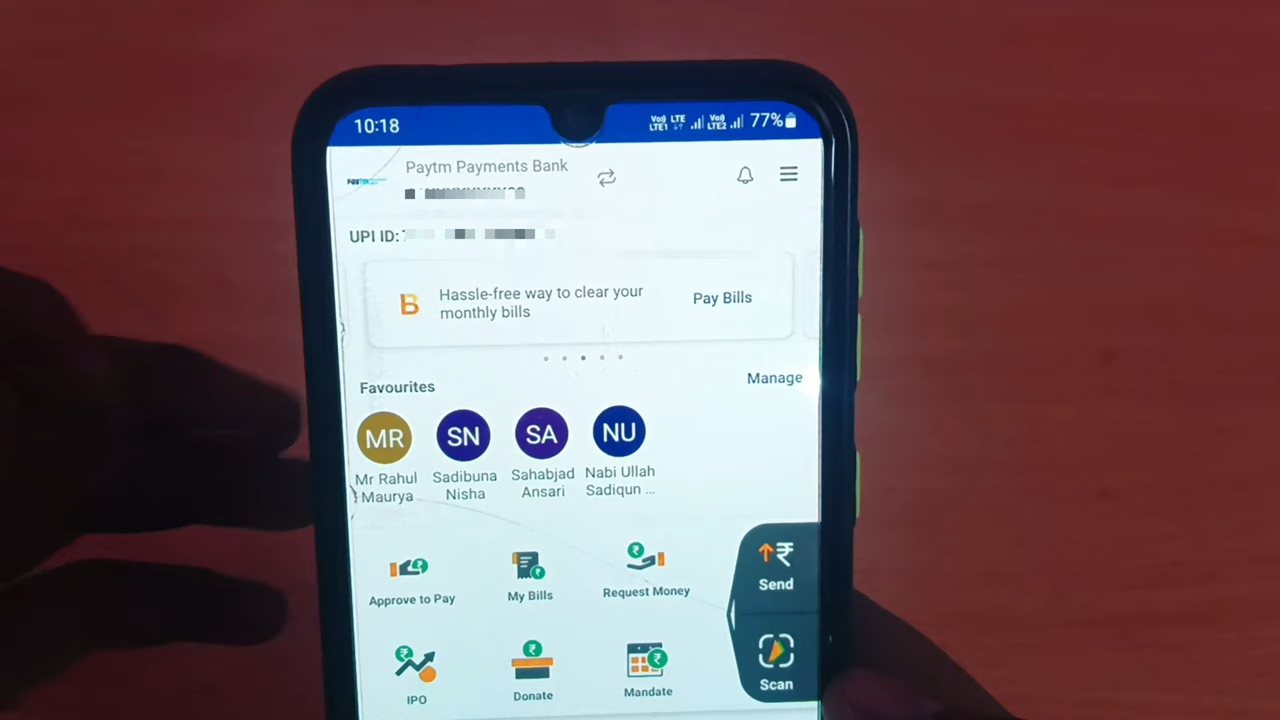 10:18
Vo) LTE1 LTE Vo) LTE2 77%
Paytm Payments Bank
UPI ID:
Hassle-free way to clear your
monthly bills
Pay Bills
Favourites
Manage
MR
SN
SA
NU
Mr Rahul
Maurya
Sadibuna
Nisha
Sahabjad
Ansari
Nabi Ullah
Sadiqun ...
Approve to Pay
My Bills
Request Money
₹
Send
IPO
Donate
Mandate
Scan